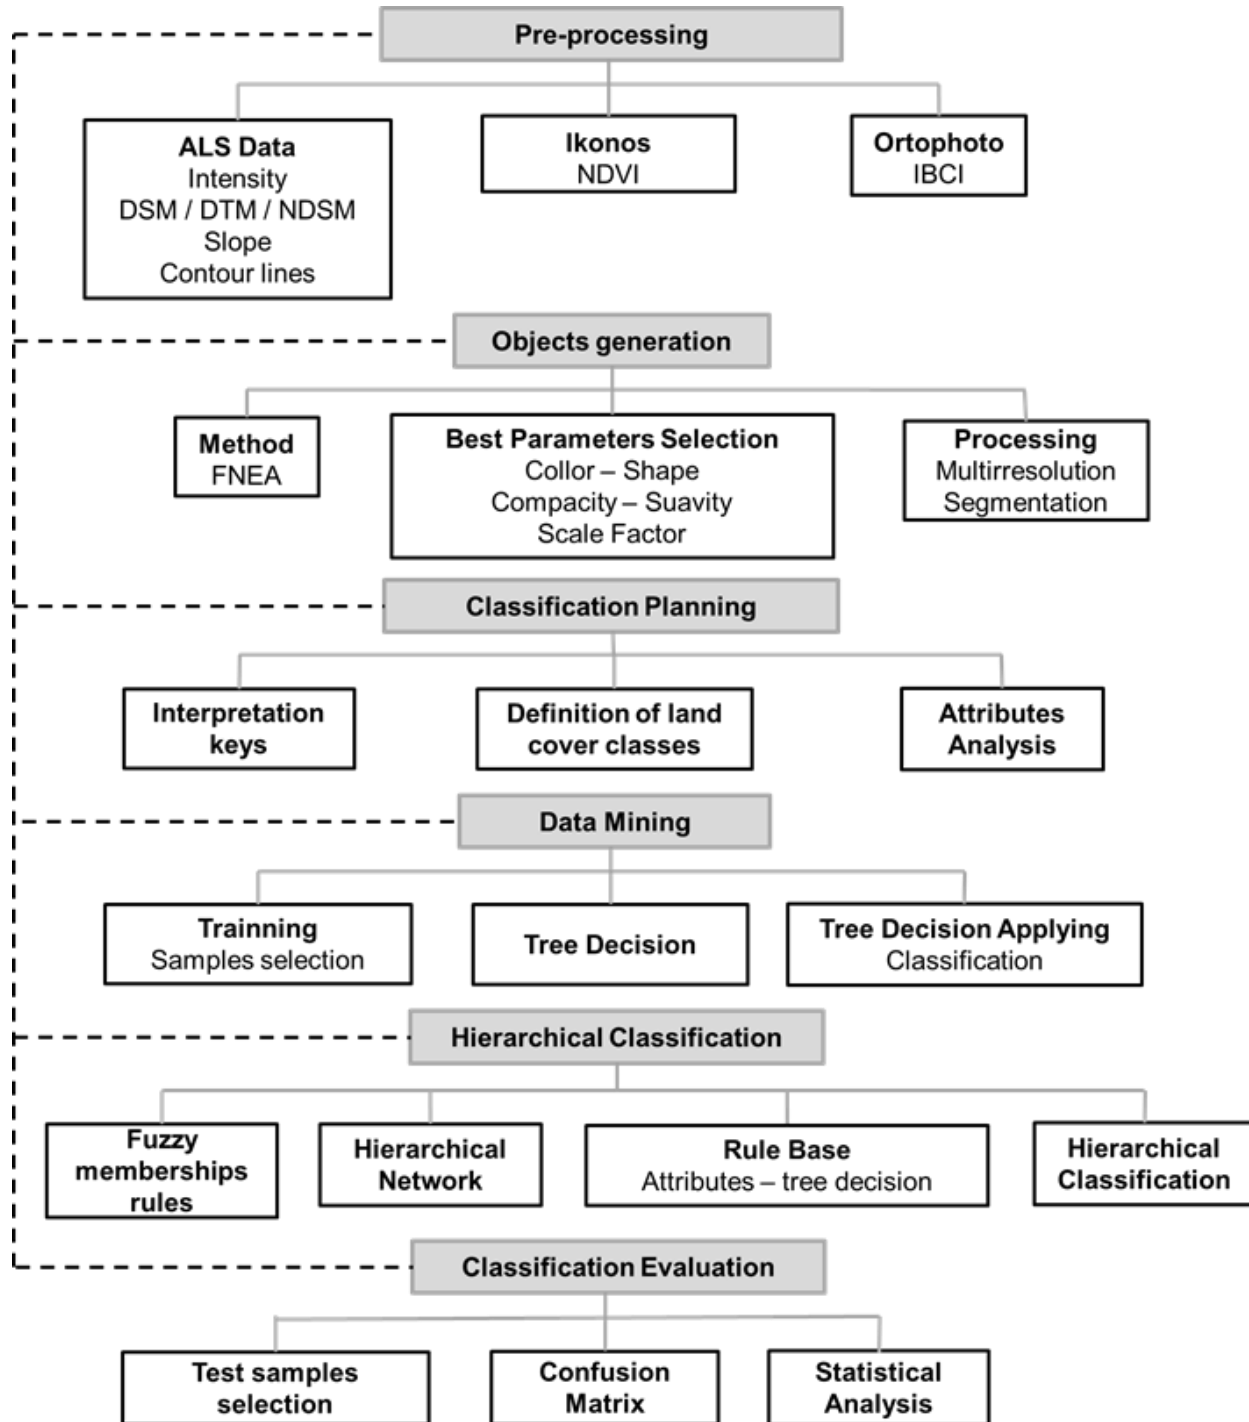 Pre-processing
ALS Data
Intensity
DSM / DTM / NDSM
Slope
Contour lines
Ikonos
NDVI
Ortophoto
IBCI
Objects generation
Method
FNEA
Best Parameters Selection
Collor – Shape
Compacity – Suavity
Scale Factor
Processing
Multirresolution
Segmentation
Classification Planning
Interpretation
keys
Definition of land
cover classes
Attributes
Analysis
Data Mining
Trainning
Samples selection
Tree Decision
Tree Decision Applying
Classification
Hierarchical Classification
Fuzzy
memberships
rules
Hierarchical
Network
Rule Base
Attributes – tree decision
Hierarchical
Classification
Classification Evaluation
Test samples
selection
Confusion
Matrix
Statistical
Analysis